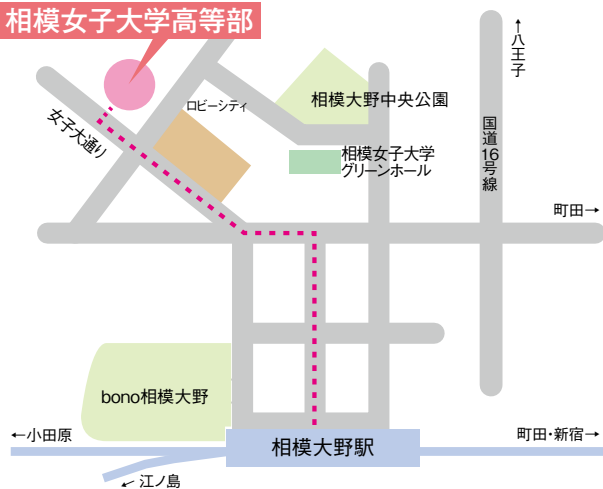 相模女子大学高等部
↑八王子
ロビーシティ
相模大野中央公園
女子大通り
国道16号線
相模女子大学
グリーンホール
町田→
bono相模大野
←小田原
相模大野駅
町田・新宿→
↙江ノ島